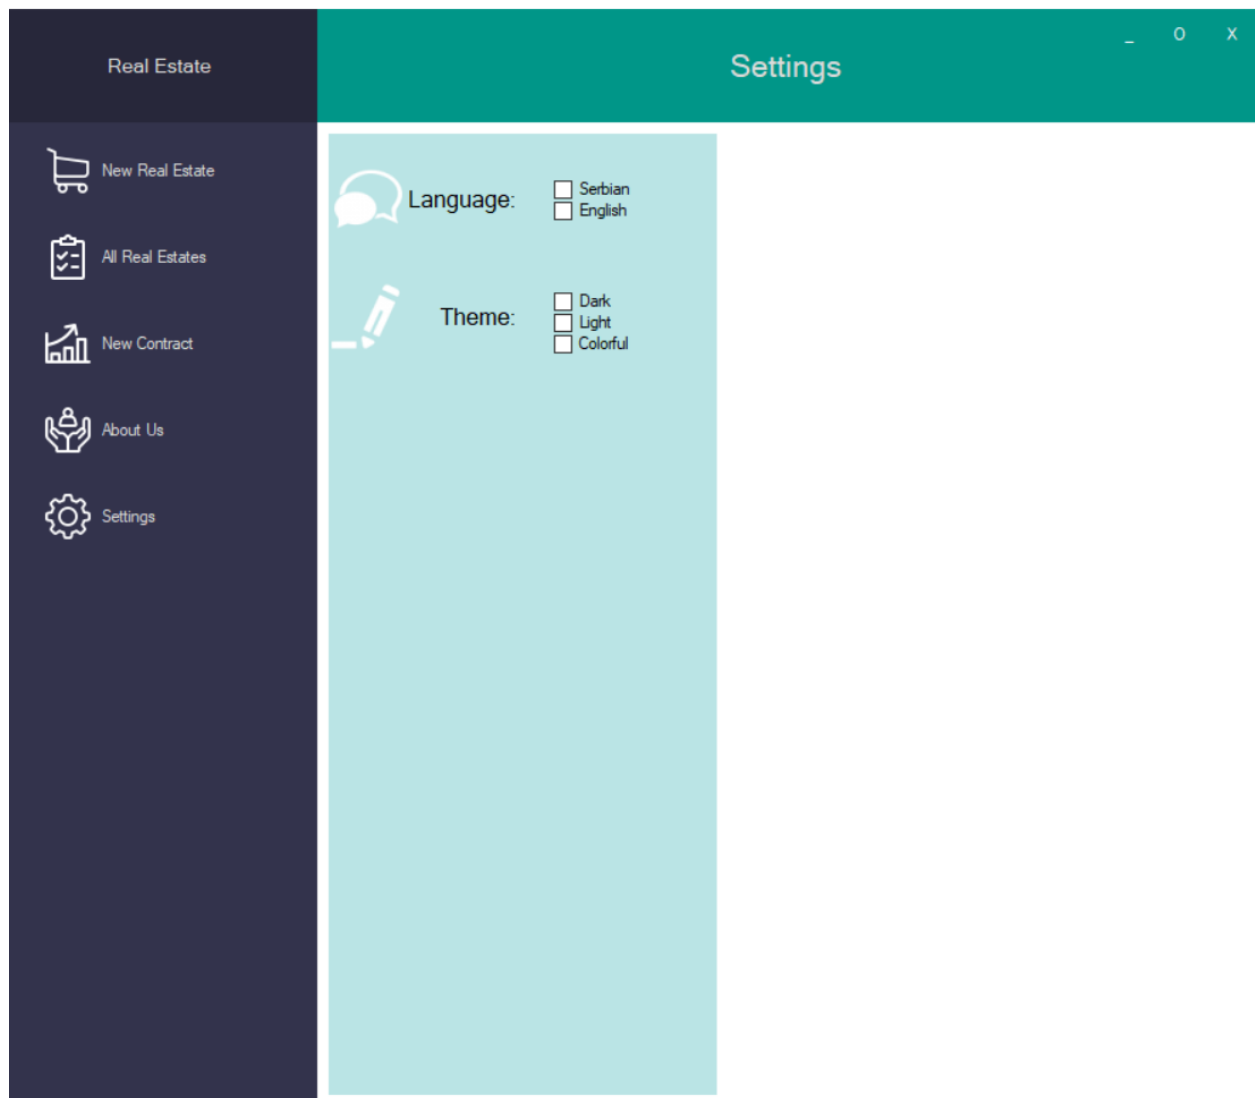 Real Estate
Settings
_ O X
New Real Estate
All Real Estates
New Contract
About Us
Settings
Language:
Serbian
English
Theme:
Dark
Light
Colorful